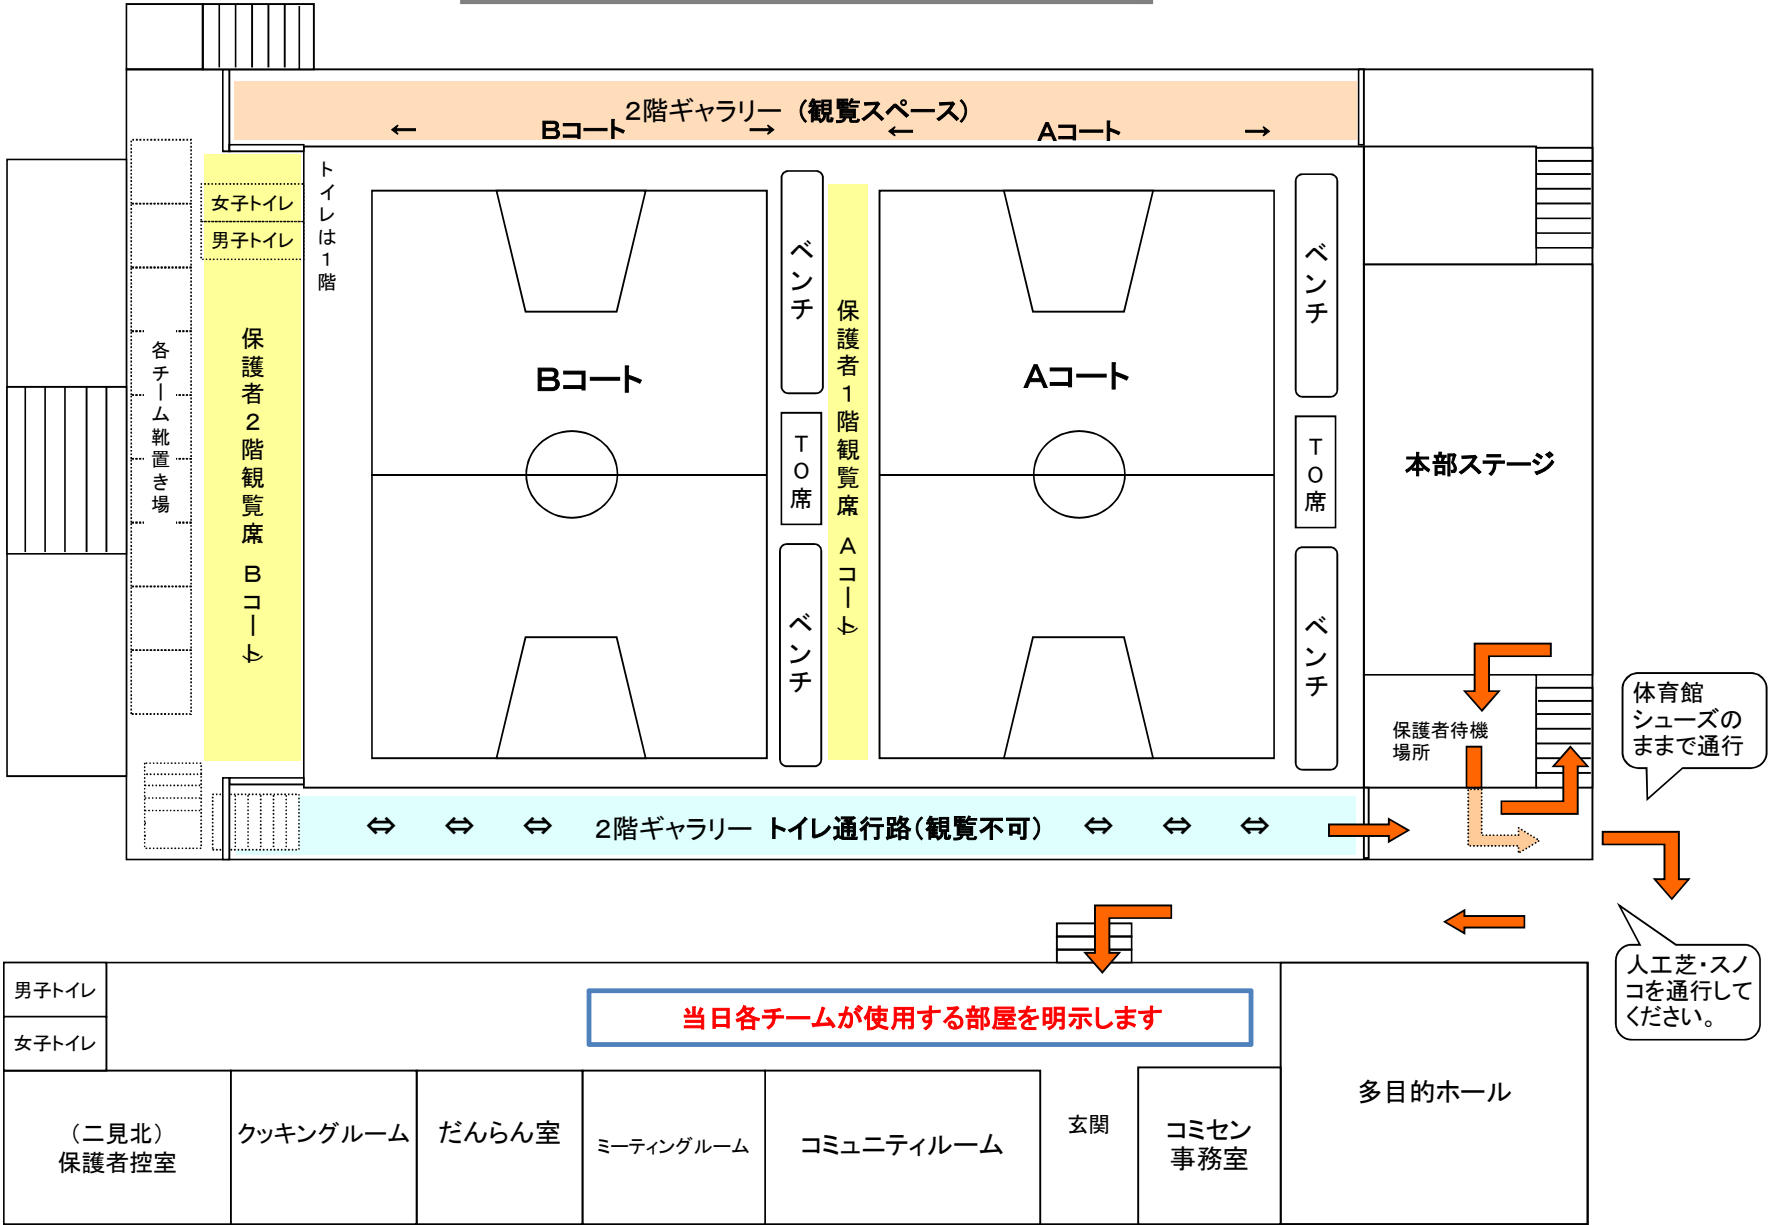 2階ギャラリー (観覧スペース)
← Bコート → ← Aコート →
トイレは1階
女子トイレ
男子トイレ
各チーム靴置き場
保護者2階観覧席 Bコート)
Bコート
ベンチ
TO席
ベンチ
保護者1階観覧席 Aコート)
Aコート
ベンチ
TO席
ベンチ
本部ステージ
保護者待機
場所
体育館
シューズの
ままで通行
⇔ ⇔ ⇔ 2階ギャラリー トイレ通行路(観覧不可) ⇔ ⇔ ⇔
人工芝・スノ
コを通行して
ください。
男子トイレ
女子トイレ
当日各チームが使用する部屋を明示します
(二見北)
保護者控室
クッキングルーム
だんらん室
ミーティングルーム
コミュニティルーム
玄関
コミセン
事務室
多目的ホール